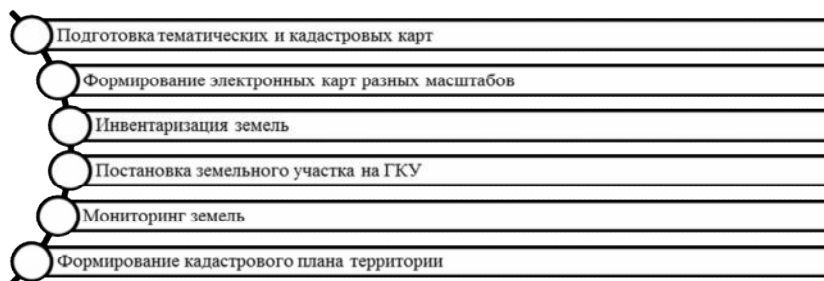 Подготовка тематических и кадастровых карт
Формирование электронных карт разных масштабов
Инвентаризация земель
Постановка земельного участка на ГКУ
Мониторинг земель
Формирование кадастрового плана территории